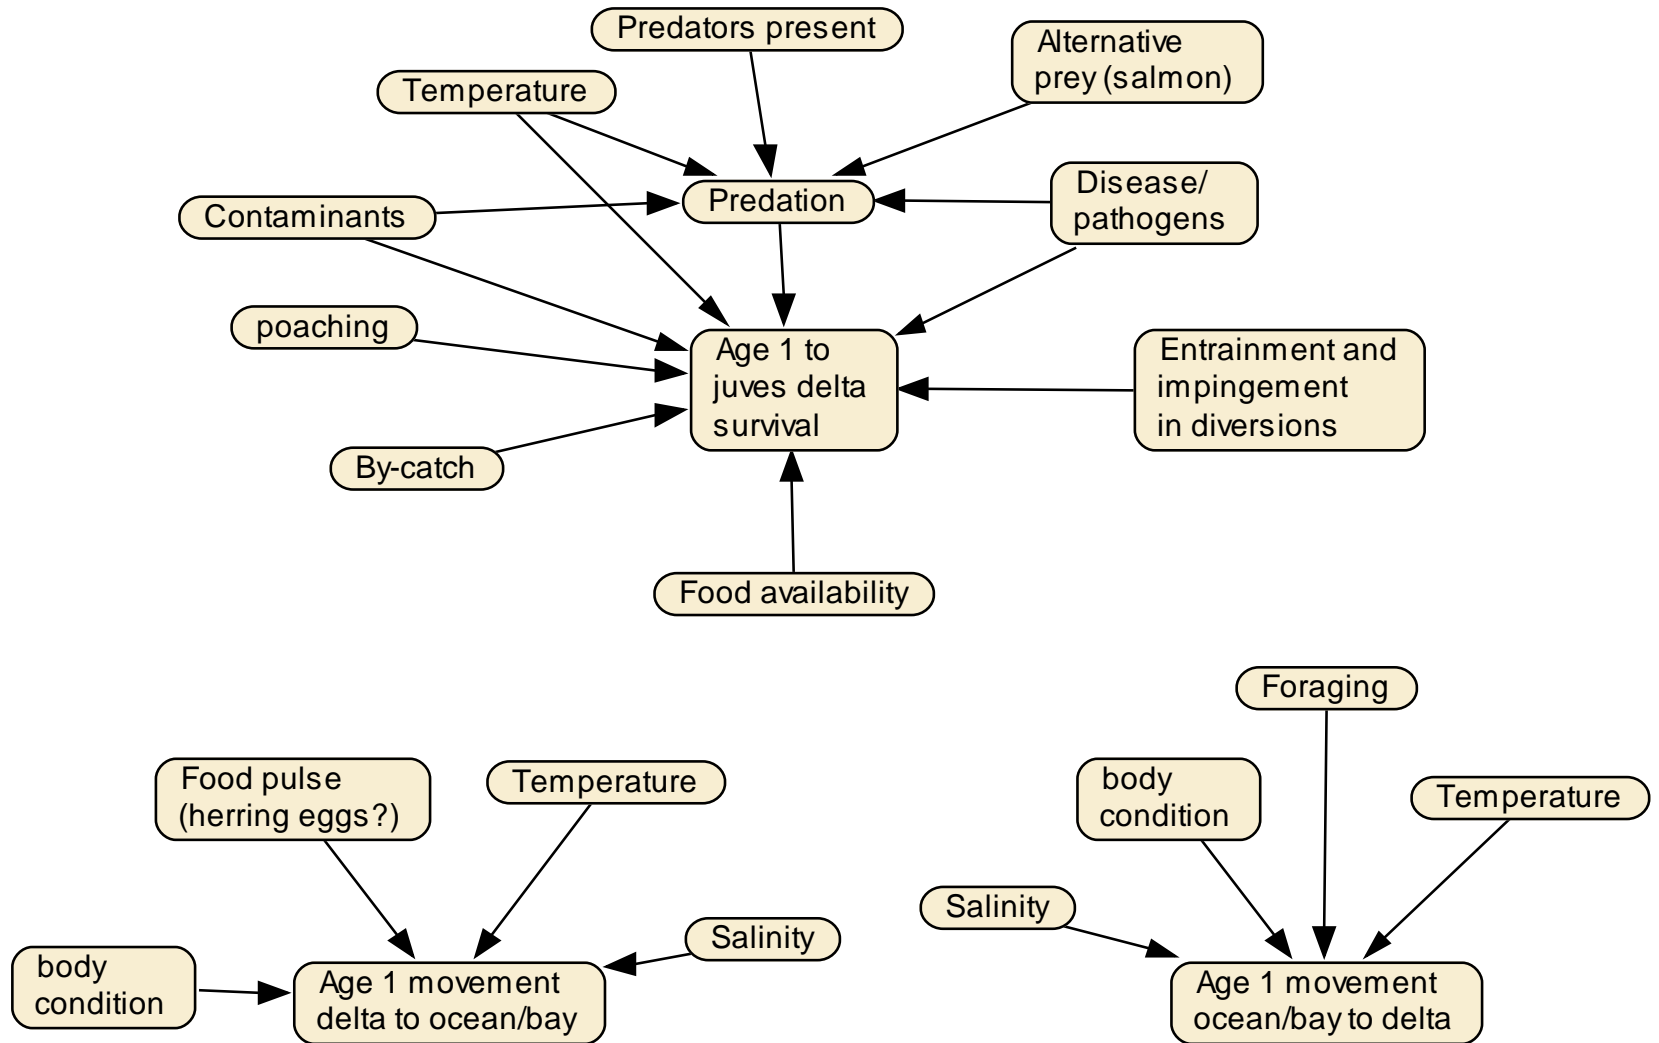 Predators present
Alternative
prey (salmon)
Temperature
Disease/
pathogens
Predation
Contaminants
poaching
Age 1 to
juves delta
survival
Entrainment and
impingement
in diversions
By-catch
Food availability
Foraging
Food pulse
(herring eggs?)
Temperature
body
condition
Temperature
Salinity
Salinity
body
condition
Age 1 movement
delta to ocean/bay
Age 1 movement
ocean/bay to delta